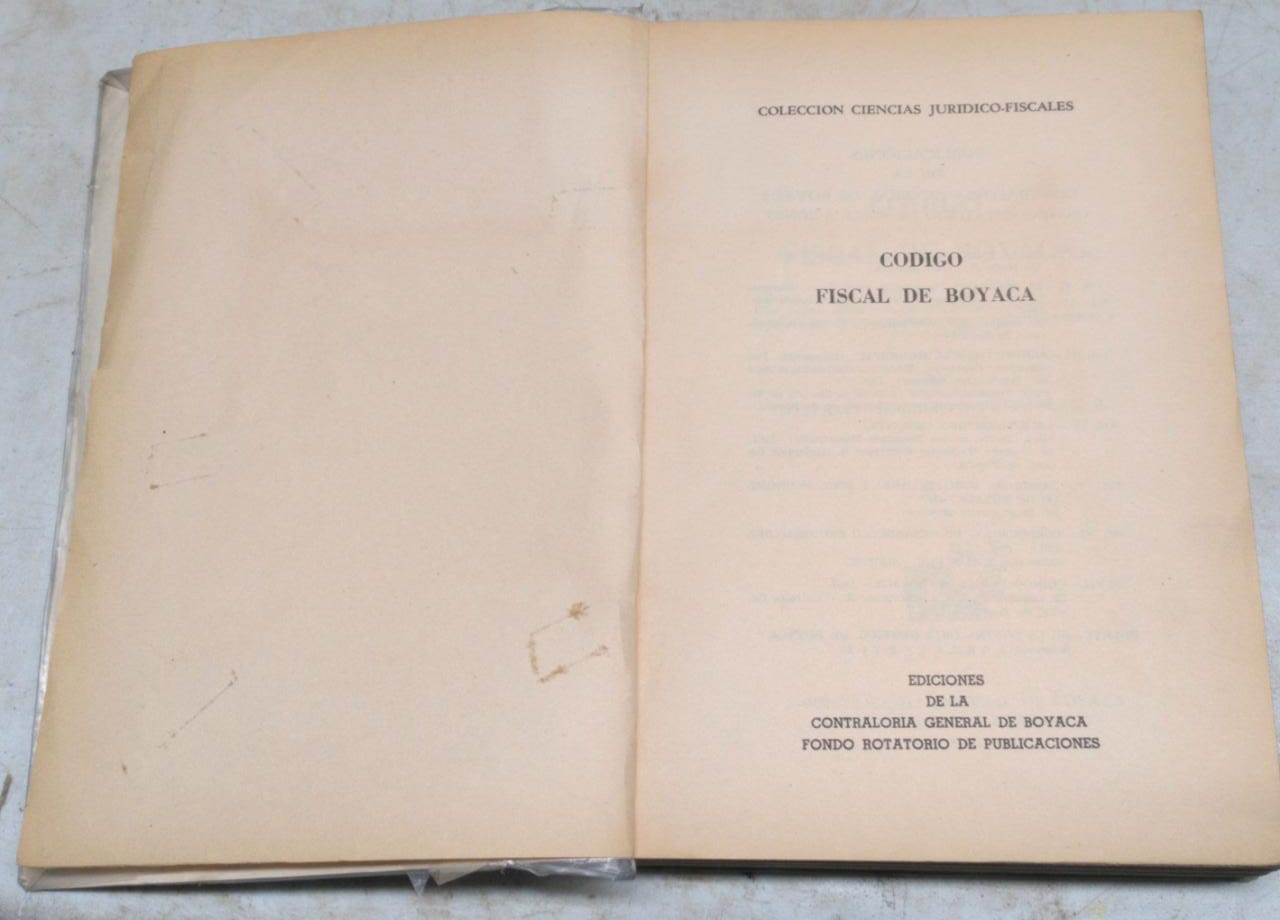 COLECCION CIENCIAS JURIDICO-FISCALES
CODIGO
FISCAL DE BOYACA
EDICIONES
DE LA
CONTRALORIA GENERAL DE BOYACA
FONDO ROTATORIO DE PUBLICACIONES